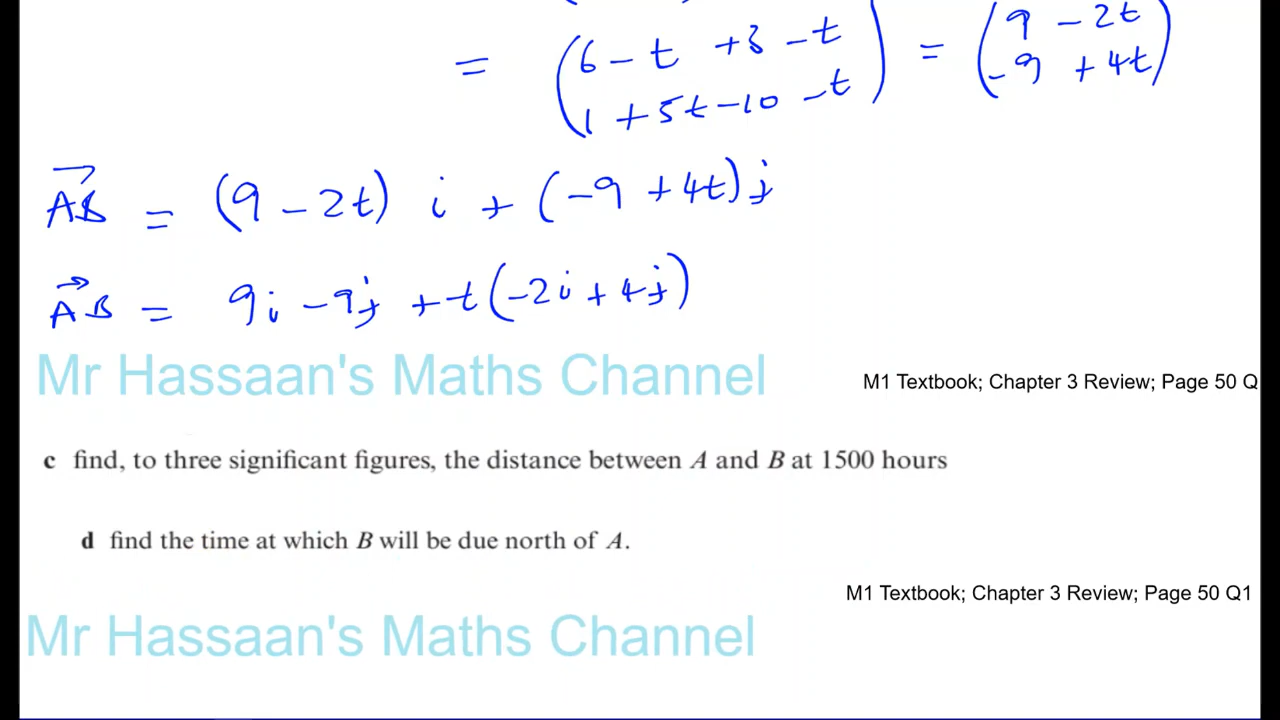 = (6 - t + 3 - t
1 + 5t - 10 - t) = (9 - 2t
-9 + 4t)
AB = (9 - 2t) i + (-9 + 4t) j
AB = 9i - 9j + t(-2i + 4j)
Mr Hassaan's Maths Channel
M1 Textbook; Chapter 3 Review; Page 50 Q
c find, to three significant figures, the distance between A and B at 1500 hours
d find the time at which B will be due north of A.
M1 Textbook; Chapter 3 Review; Page 50 Q1
Mr Hassaan's Maths Channel